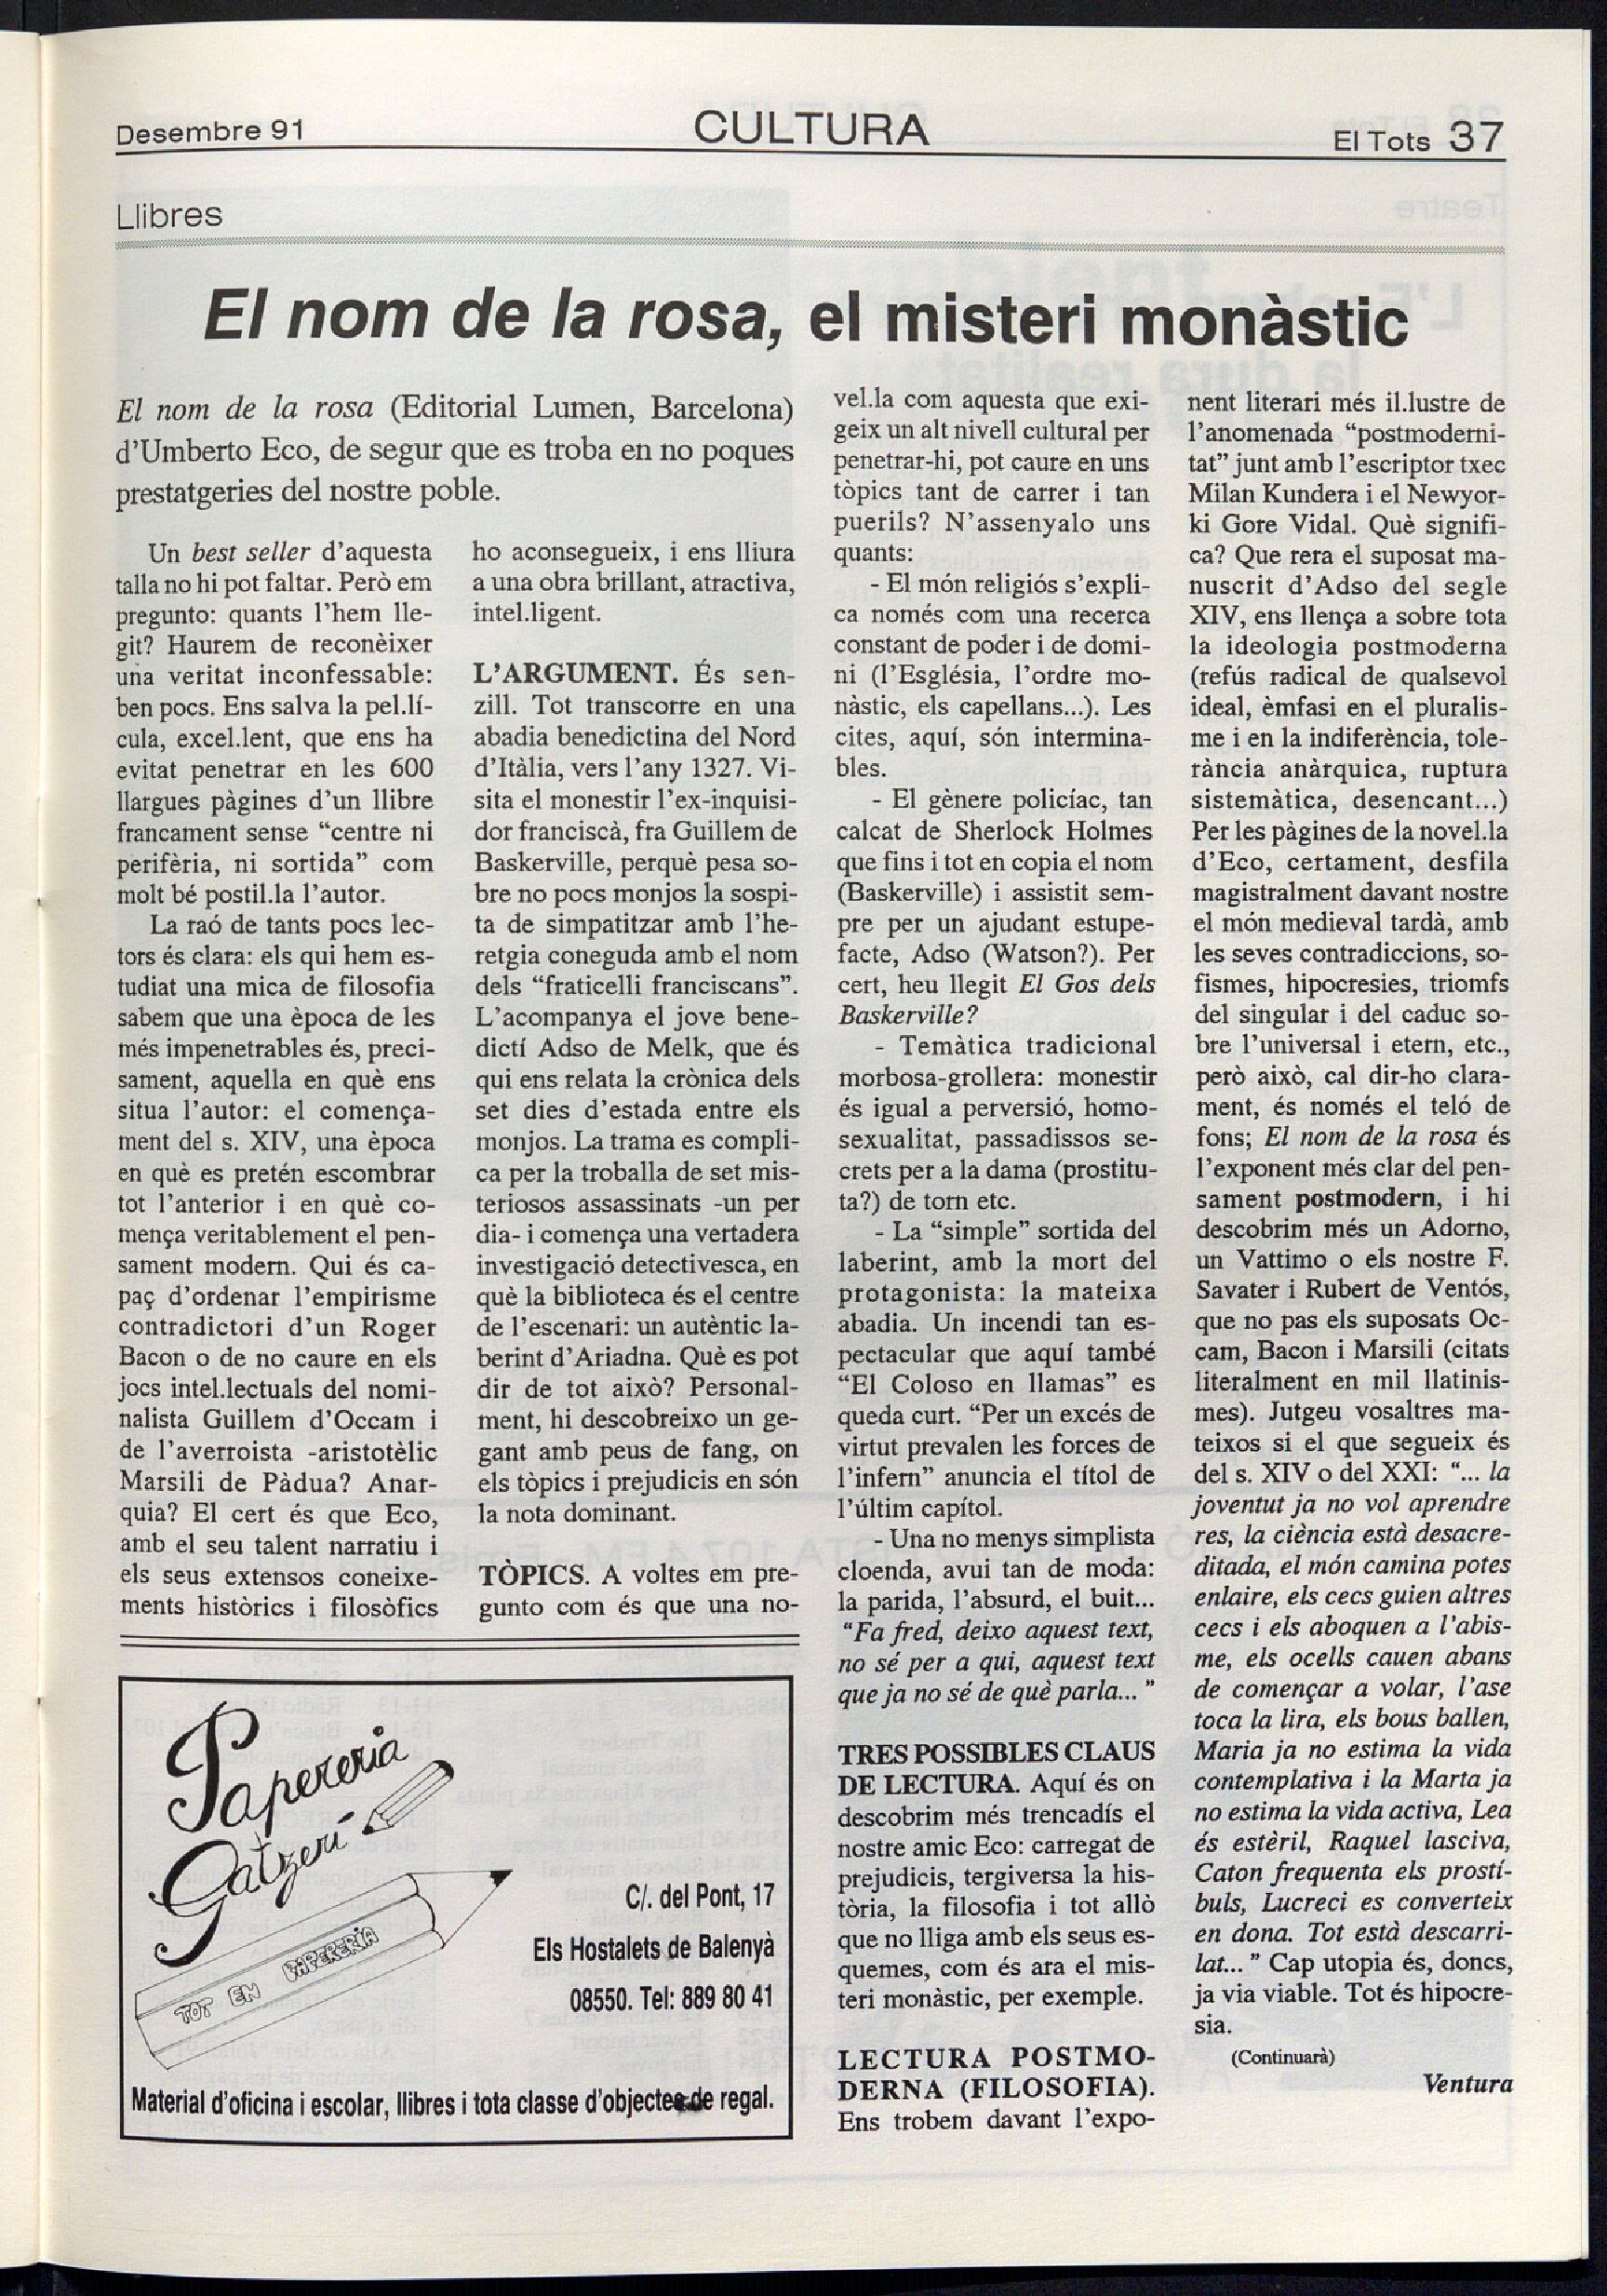 Desembre 91
CULTURA
El Tots 37
Llibres
El nom de la rosa, el misteri monàstic
El nom de la rosa (Editorial Lumen, Barcelona)
d'Umberto Eco, de segur que es troba en no poques
prestatgeries del nostre poble.
Un best seller d'aquesta
talla no hi pot faltar. Però em
pregunto: quants l'hem lle-
git? Haurem de reconèixer
una veritat inconfessable:
ben pocs. Ens salva la pel.lí-
cula, excel.lent, que ens ha
evitat penetrar en les 600
llargues pàgines d'un llibre
francament sense “centre ni
perifèria, ni sortida” com
molt bé postil.la l'autor.
La raó de tants pocs lec-
tors és clara: els qui hem es-
tudiat una mica de filosofia
sabem que una època de les
més impenetrables és, preci-
sament, aquella en què ens
situa l'autor: el comença-
ment del s. XIV, una època
en què es pretén escombrar
tot l'anterior i en què co-
mença veritablement el pen-
sament modern. Qui és ca-
paç d'ordenar l'empirisme
contradictori d'un Roger
Bacon o de no caure en els
jocs intel.lectuals del nomi-
nalista Guillem d'Occam i
de l'averroista -aristotèlic
Marsili de Pàdua? Anar-
quia? El cert és que Eco,
amb el seu talent narratiu i
els seus extensos coneixe-
ments històrics i filosòfics
ho aconsegueix, i ens lliura
a una obra brillant, atractiva,
intel.ligent.
L'ARGUMENT. És sen-
zill. Tot transcorre en una
abadia benedictina del Nord
d'Itàlia, vers l'any 1327. Vi-
sita el monestir l'ex-inquisi-
dor franciscà, fra Guillem de
Baskerville, perquè pesa so-
bre no pocs monjos la sospi-
ta de simpatitzar amb l'he-
retgia coneguda amb el nom
dels “fraticelli franciscans”.
L'acompanya el jove bene-
dictí Adso de Melk, que és
qui ens relata la crònica dels
set dies d'estada entre els
monjos. La trama es compli-
ca per la troballa de set mis-
teriosos assassinats -un per
dia- i comença una vertadera
investigació detectivesca, en
què la biblioteca és el centre
de l'escenari: un autèntic la-
berint d'Ariadna. Què es pot
dir de tot això? Personal-
ment, hi descobreixo un ge-
gant amb peus de fang, on
els tòpics i prejudicis en són
la nota dominant.
TÒPICS. A voltes em pre-
gunto com és que una no-
vel.la com aquesta que exi-
geix un alt nivell cultural per
penetrar-hi, pot caure en uns
tòpics tant de carrer i tan
puerils? N'assenyalo uns
quants:
- El món religiós s'expli-
ca només com una recerca
constant de poder i de domi-
ni (l'Església, l'ordre mo-
nàstic, els capellans...). Les
cites, aquí, són intermina-
bles.
- El gènere policíac, tan
calcat de Sherlock Holmes
que fins i tot en copia el nom
(Baskerville) i assistit sem-
pre per un ajudant estupe-
facte, Adso (Watson?). Per
cert, heu llegit El Gos dels
Baskerville?
- Temàtica tradicional
morbosa-grollera: monestir
és igual a perversió, homo-
sexualitat, passadissos se-
crets per a la dama (prostitu-
ta?) de torn etc.
- La “simple” sortida del
laberint, amb la mort del
protagonista: la mateixa
abadia. Un incendi tan es-
pectacular que aquí també
“El Coloso en llamas” es
queda curt. “Per un excés de
virtut prevalen les forces de
l'infern” anuncia el títol de
l'últim capítol.
- Una no menys simplista
cloenda, avui tan de moda:
la parida, l'absurd, el buit...
“Fa fred, deixo aquest text,
no sé per a qui, aquest text
que ja no sé de què parla... ”
TRES POSSIBLES CLAUS
DE LECTURA. Aquí és on
descobrim més trencadís el
nostre amic Eco: carregat de
prejudicis, tergiversa la his-
tòria, la filosofia i tot allò
que no lliga amb els seus es-
quemes, com és ara el mis-
teri monàstic, per exemple.
LECTURA POSTMO-
DERNA (FILOSOFIA).
Ens trobem davant l'expo-
nent literari més il.lustre de
l'anomenada “postmoderni-
tat” junt amb l'escriptor txec
Milan Kundera i el Newyor-
ki Gore Vidal. Què signifi-
ca? Que rera el suposat ma-
nuscrit d'Adso del segle
XIV, ens llença a sobre tota
la ideologia postmoderna
(refús radical de qualsevol
ideal, èmfasi en el pluralis-
me i en la indiferència, tole-
rància anàrquica, ruptura
sistemàtica, desencant...)
Per les pàgines de la novel.la
d'Eco, certament, desfila
magistralment davant nostre
el món medieval tardà, amb
les seves contradiccions, so-
fismes, hipocresies, triomfs
del singular i del caduc so-
bre l'universal i etern, etc.,
però això, cal dir-ho clara-
ment, és només el teló de
fons; El nom de la rosa és
l'exponent més clar del pen-
sament postmodern, i hi
descobrim més un Adorno,
un Vattimo o els nostre F.
Savater i Rubert de Ventós,
que no pas els suposats Oc-
cam, Bacon i Marsili (citats
literalment en mil llatinis-
mes). Jutgeu vosaltres ma-
teixos si el que segueix és
del s. XIV o del XXI: “... la
joventut ja no vol aprendre
res, la ciència està desacre-
ditada, el món camina potes
enlaire, els cecs guien altres
cecs i els aboquen a l'abis-
me, els ocells cauen abans
de començar a volar, l'ase
toca la lira, els bous ballen,
Maria ja no estima la vida
contemplativa i la Marta ja
no estima la vida activa, Lea
és estèril, Raquel lasciva,
Caton frequenta els prostí-
buls, Lucreci es converteix
en dona. Tot està descarri-
lat... ” Cap utopia és, doncs,
ja via viable. Tot és hipocre-
sia.
(Continuarà)
Ventura
Papereria
Gatzerí
TOT EN PAPERERIA
C/. del Pont, 17
Els Hostalets de Balenyà
08550. Tel: 889 80 41
Material d'oficina i escolar, llibres i tota classe d'objectes de regal.